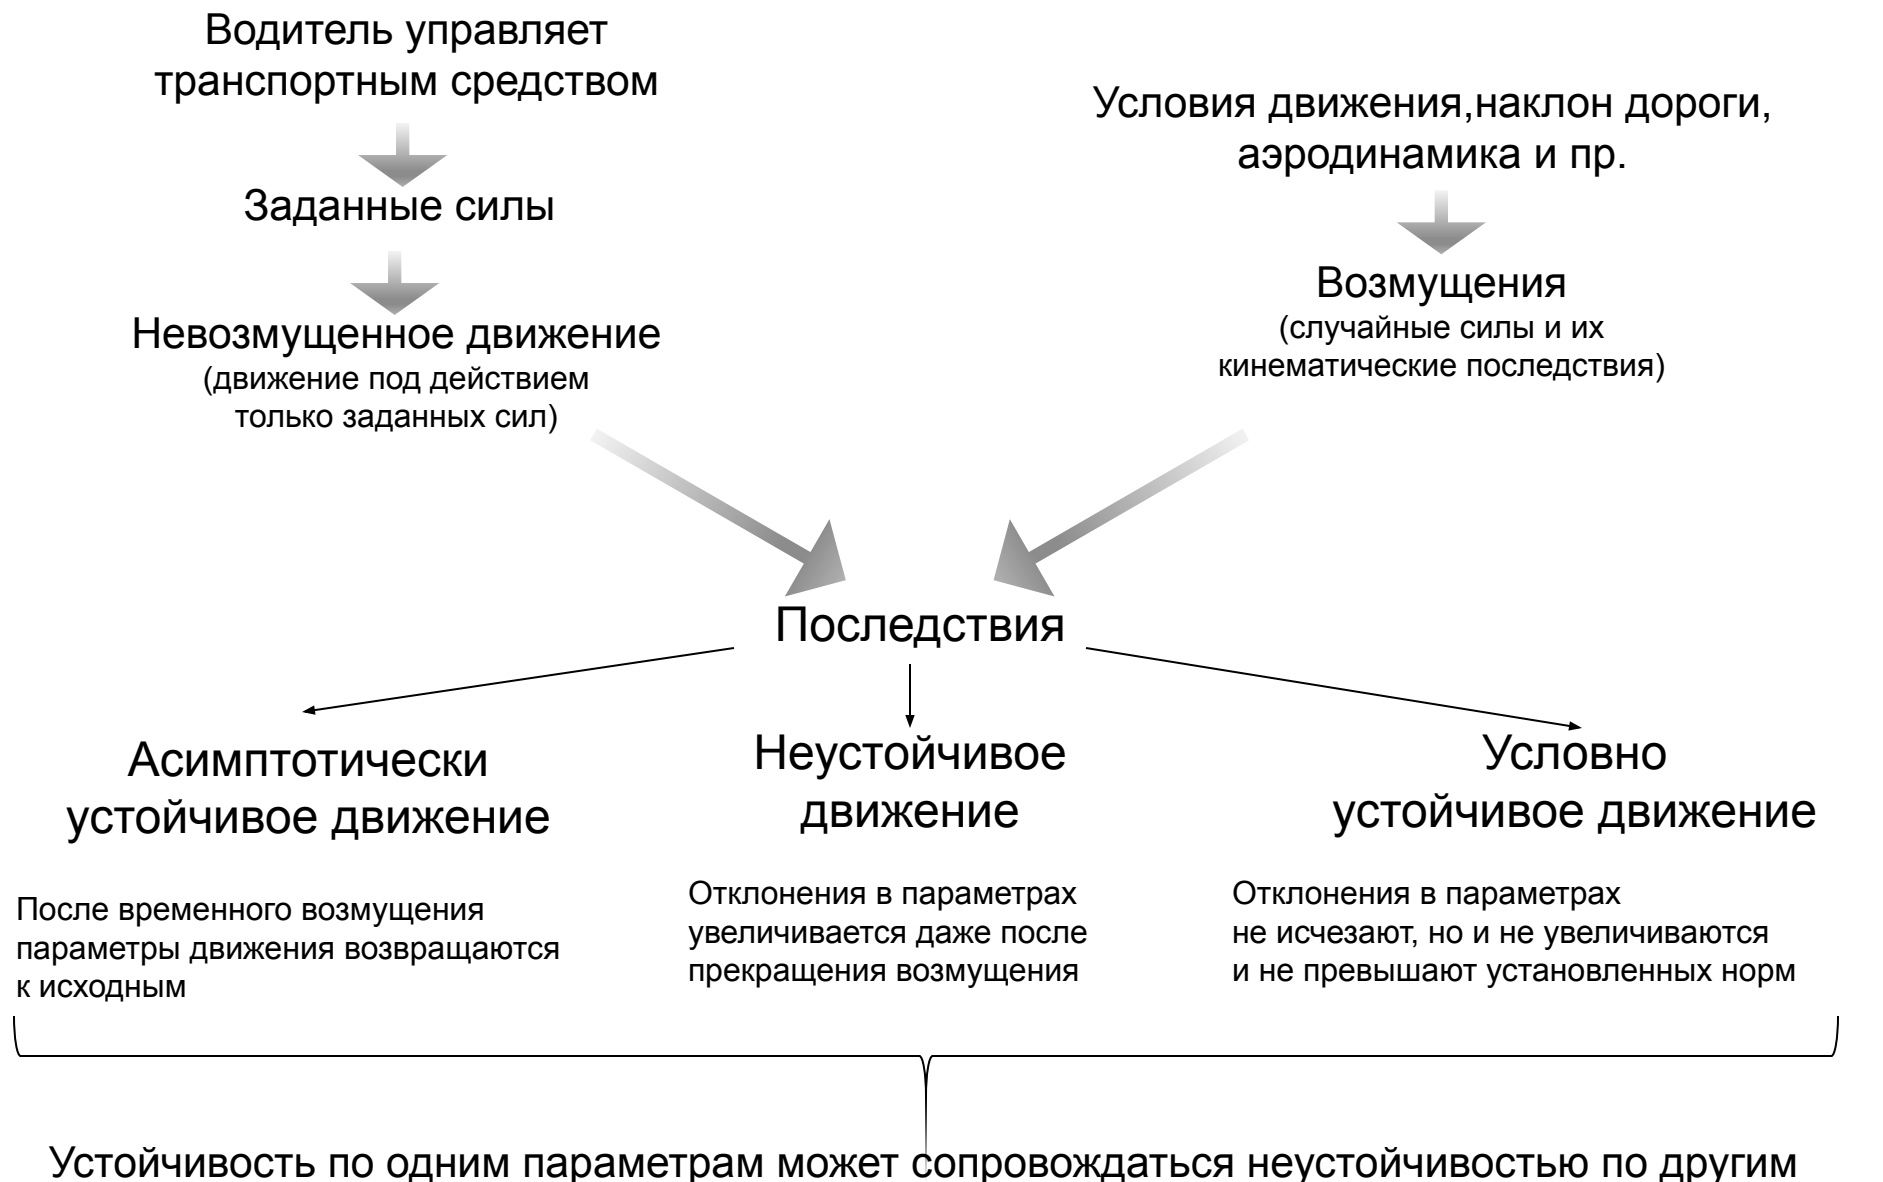 Водитель управляет
транспортным средством
Заданные силы
Невозмущенное движение
(движение под действием
только заданных сил)
Условия движения,наклон дороги,
аэродинамика и пр.
Возмущения
(случайные силы и их
кинематические последствия)
Последствия
Асимптотически
устойчивое движение
После временного возмущения
параметры движения возвращаются
к исходным
Неустойчивое
движение
Отклонения в параметрах
увеличивается даже после
прекращения возмущения
Условно
устойчивое движение
Отклонения в параметрах
не исчезают, но и не увеличиваются
и не превышают установленных норм
Устойчивость по одним параметрам может сопровождаться неустойчивостью по другим